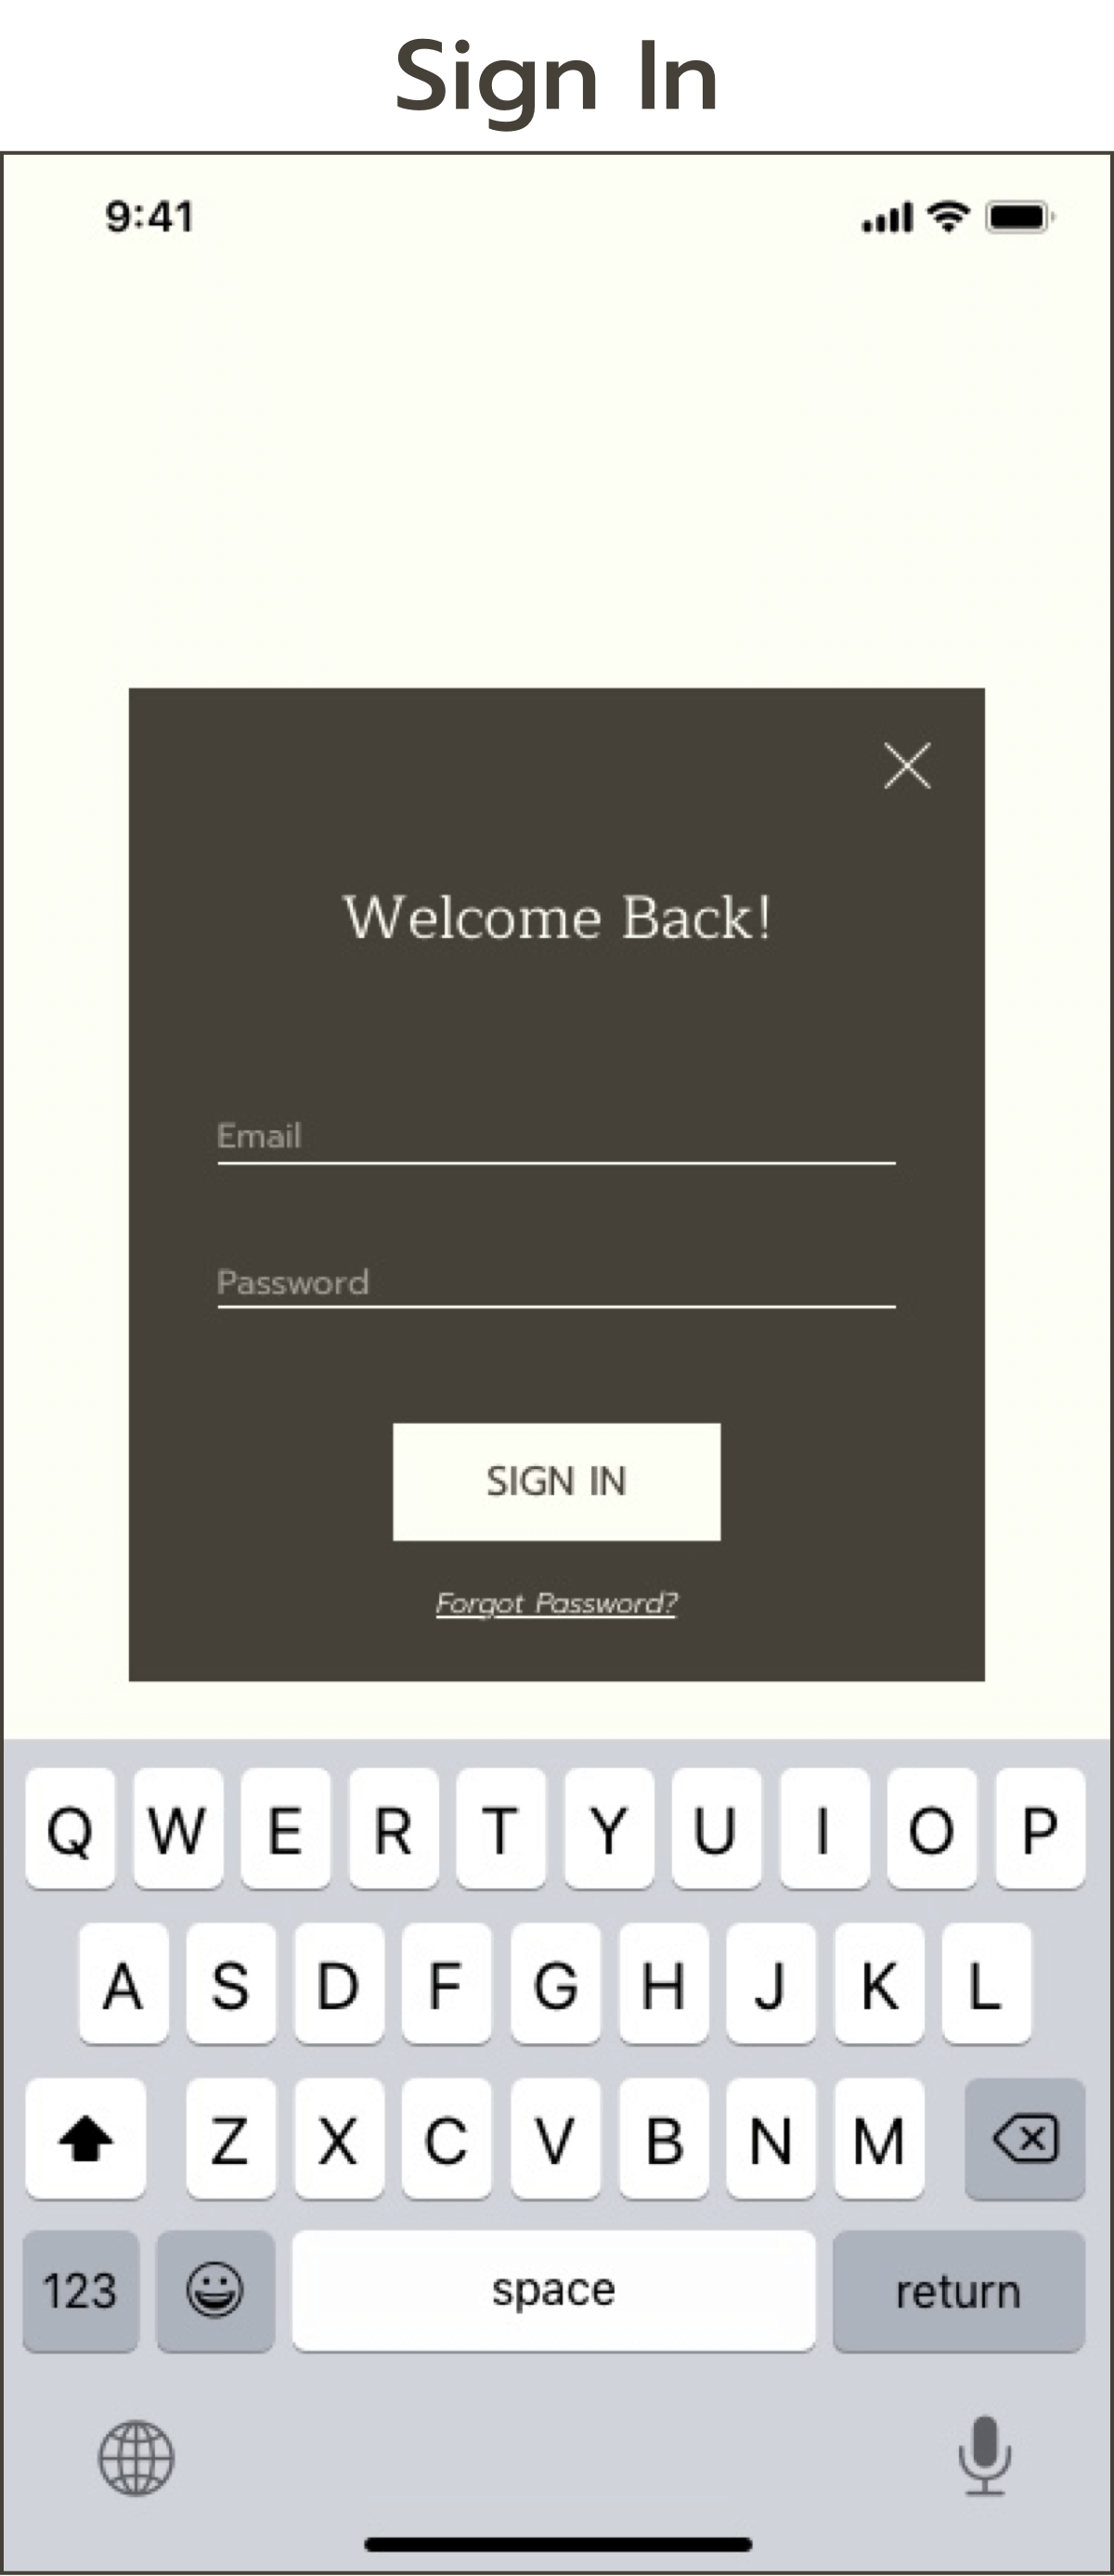 Sign In
9:41
Welcome Back!
Email
Password
SIGN IN
Forgot Password?
Q W E R T Y U I O P
A S D F G H J K L
Z X C V B N M
123 space return